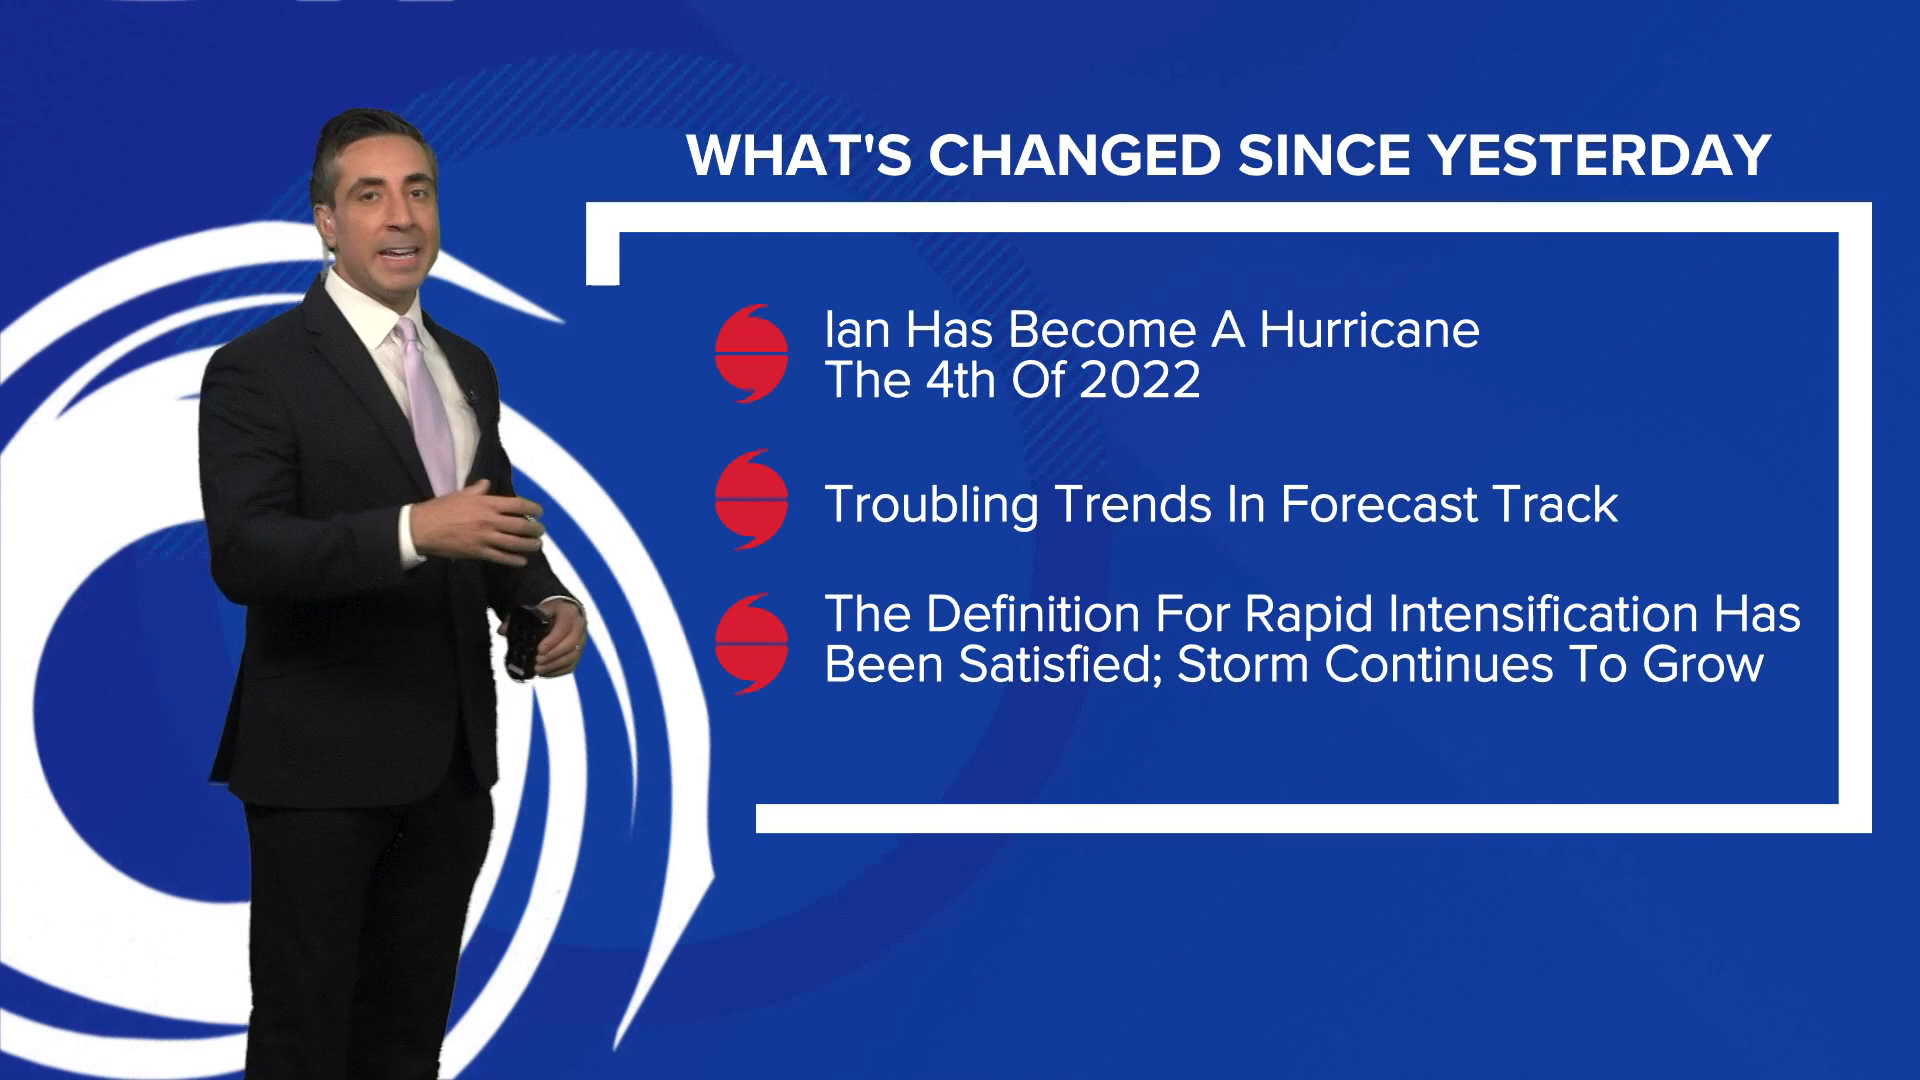 WHAT'S CHANGED SINCE YESTERDAY
Ian Has Become A Hurricane
The 4th Of 2022
Troubling Trends In Forecast Track
The Definition For Rapid Intensification Has
Been Satisfied; Storm Continues To Grow